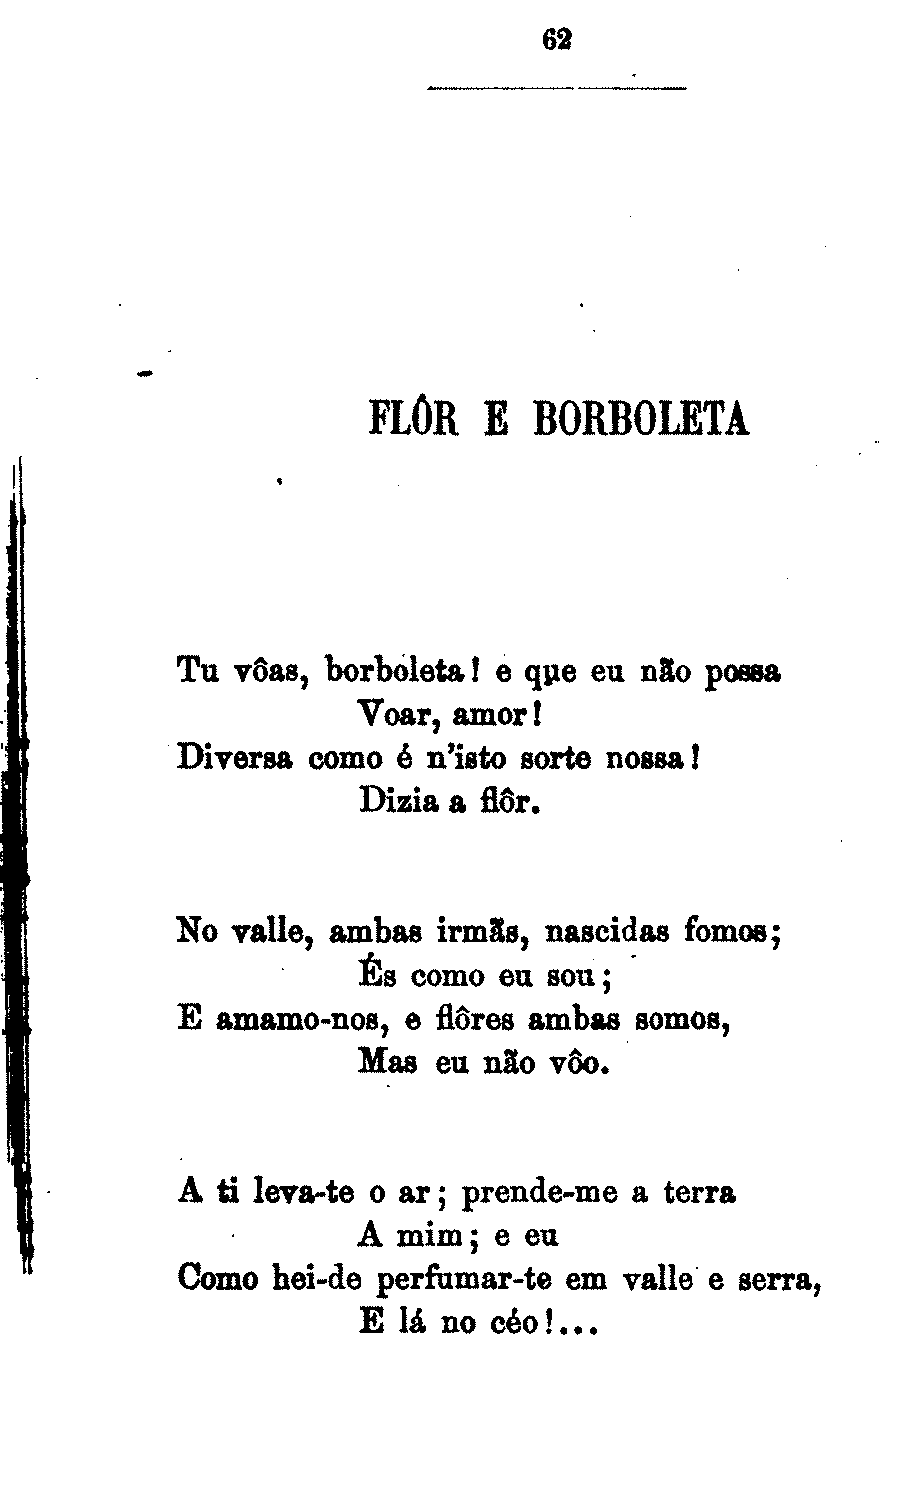 62
FLÔR E BORBOLETA
Tu vôas, borboleta! e que eu não possa
Voar, amor!
Diversa como é n'isto sorte nossa!
Dizia a flôr.
No valle, ambas irmãs, nascidas fomos;
És como eu sou;
E amamo-nos, e flôres ambas somos,
Mas eu não vôo.
A ti leva-te o ar; prende-me a terra
A mim; e eu
Como hei-de perfumar-te em valle e serra,
E lá no céo!...